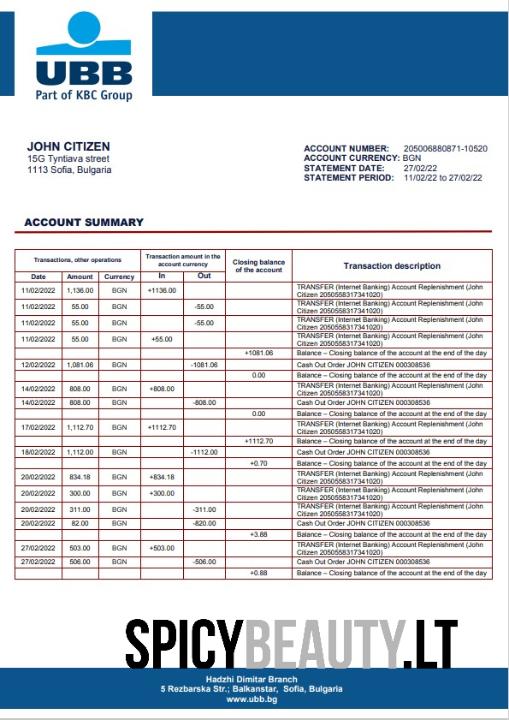 UBB
Part of KBC Group
JOHN CITIZEN
15G Tyntiava street
1113 Sofia, Bulgaria
ACCOUNT NUMBER: 205006880871-10520
ACCOUNT CURRENCY: BGN
STATEMENT DATE: 27/02/22
STATEMENT PERIOD: 11/02/22 to 27/02/22
ACCOUNT SUMMARY
Transactions, other operations
Transaction amount in the
account currency
Closing balance
of the account
Transaction description
Date Amount Currency In Out
11/02/2022 1,136.00 BGN +1136.00 TRANSFER (Internet Banking) Account Replenishment (John
Citizen 2050558317341020)
11/02/2022 55.00 BGN -55.00 TRANSFER (Internet Banking) Account Replenishment (John
Citizen 2050558317341020)
11/02/2022 55.00 BGN -55.00 TRANSFER (Internet Banking) Account Replenishment (John
Citizen 2050558317341020)
11/02/2022 55.00 BGN +55.00 TRANSFER (Internet Banking) Account Replenishment (John
Citizen 2050558317341020)
+1081.06 Balance – Closing balance of the account at the end of the day
12/02/2022 1,081.06 BGN -1081.06 Cash Out Order JOHN CITIZEN 000308536
0.00 Balance – Closing balance of the account at the end of the day
14/02/2022 808.00 BGN +808.00 TRANSFER (Internet Banking) Account Replenishment (John
Citizen 2050558317341020)
14/02/2022 808.00 BGN -808.00 Cash Out Order JOHN CITIZEN 000308536
0.00 Balance – Closing balance of the account at the end of the day
17/02/2022 1,112.70 BGN +1112.70 TRANSFER (Internet Banking) Account Replenishment (John
Citizen 2050558317341020)
+1112.70 Balance – Closing balance of the account at the end of the day
18/02/2022 1,112.00 BGN -1112.00 Cash Out Order JOHN CITIZEN 000308536
+0.70 Balance – Closing balance of the account at the end of the day
20/02/2022 834.18 BGN +834.18 TRANSFER (Internet Banking) Account Replenishment (John
Citizen 2050558317341020)
20/02/2022 300.00 BGN +300.00 TRANSFER (Internet Banking) Account Replenishment (John
Citizen 2050558317341020)
20/02/2022 311.00 BGN -311.00 TRANSFER (Internet Banking) Account Replenishment (John
Citizen 2050558317341020)
20/02/2022 82.00 BGN -820.00 Cash Out Order JOHN CITIZEN 000308536
+3.88 Balance – Closing balance of the account at the end of the day
27/02/2022 503.00 BGN +503.00 TRANSFER (Internet Banking) Account Replenishment (John
Citizen 2050558317341020)
27/02/2022 506.00 BGN -506.00 Cash Out Order JOHN CITIZEN 000308536
+0.88 Balance – Closing balance of the account at the end of the day
SPICYBEAUTY.LT
Hadzhi Dimitar Branch
5 Rezbarska Str.; Balkanstar, Sofia, Bulgaria
www.ubb.bg